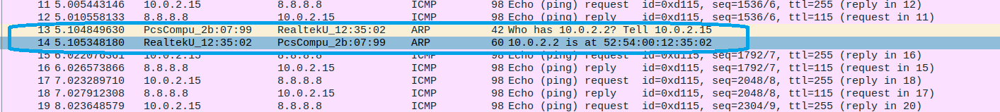 11 5.005443146 10.0.2.15 8.8.8.8 ICMP 98 Echo (ping) request id=0xd115, seq=1536/6, ttl=255 (reply in 12)
12 5.010558133 8.8.8.8 10.0.2.15 ICMP 98 Echo (ping) reply id=0xd115, seq=1536/6, ttl=115 (request in 11)
13 5.104849630 PcsCompu_2b:07:99 RealtekU_12:35:02 ARP 42 Who has 10.0.2.2? Tell 10.0.2.15
14 5.105348180 RealtekU_12:35:02 PcsCompu_2b:07:99 ARP 60 10.0.2.2 is at 52:54:00:12:35:02
15 6.022070361 10.0.2.15 8.8.8.8 ICMP 98 Echo (ping) request id=0xd115, seq=1792/7, ttl=255 (reply in 16)
16 6.026573866 8.8.8.8 10.0.2.15 ICMP 98 Echo (ping) reply id=0xd115, seq=1792/7, ttl=115 (request in 15)
17 7.023289710 10.0.2.15 8.8.8.8 ICMP 98 Echo (ping) request id=0xd115, seq=2048/8, ttl=255 (reply in 18)
18 7.027912308 8.8.8.8 10.0.2.15 ICMP 98 Echo (ping) reply id=0xd115, seq=2048/8, ttl=115 (request in 17)
19 8.023648579 10.0.2.15 8.8.8.8 ICMP 98 Echo (ping) request id=0xd115, seq=2304/9, ttl=255 (reply in 20)